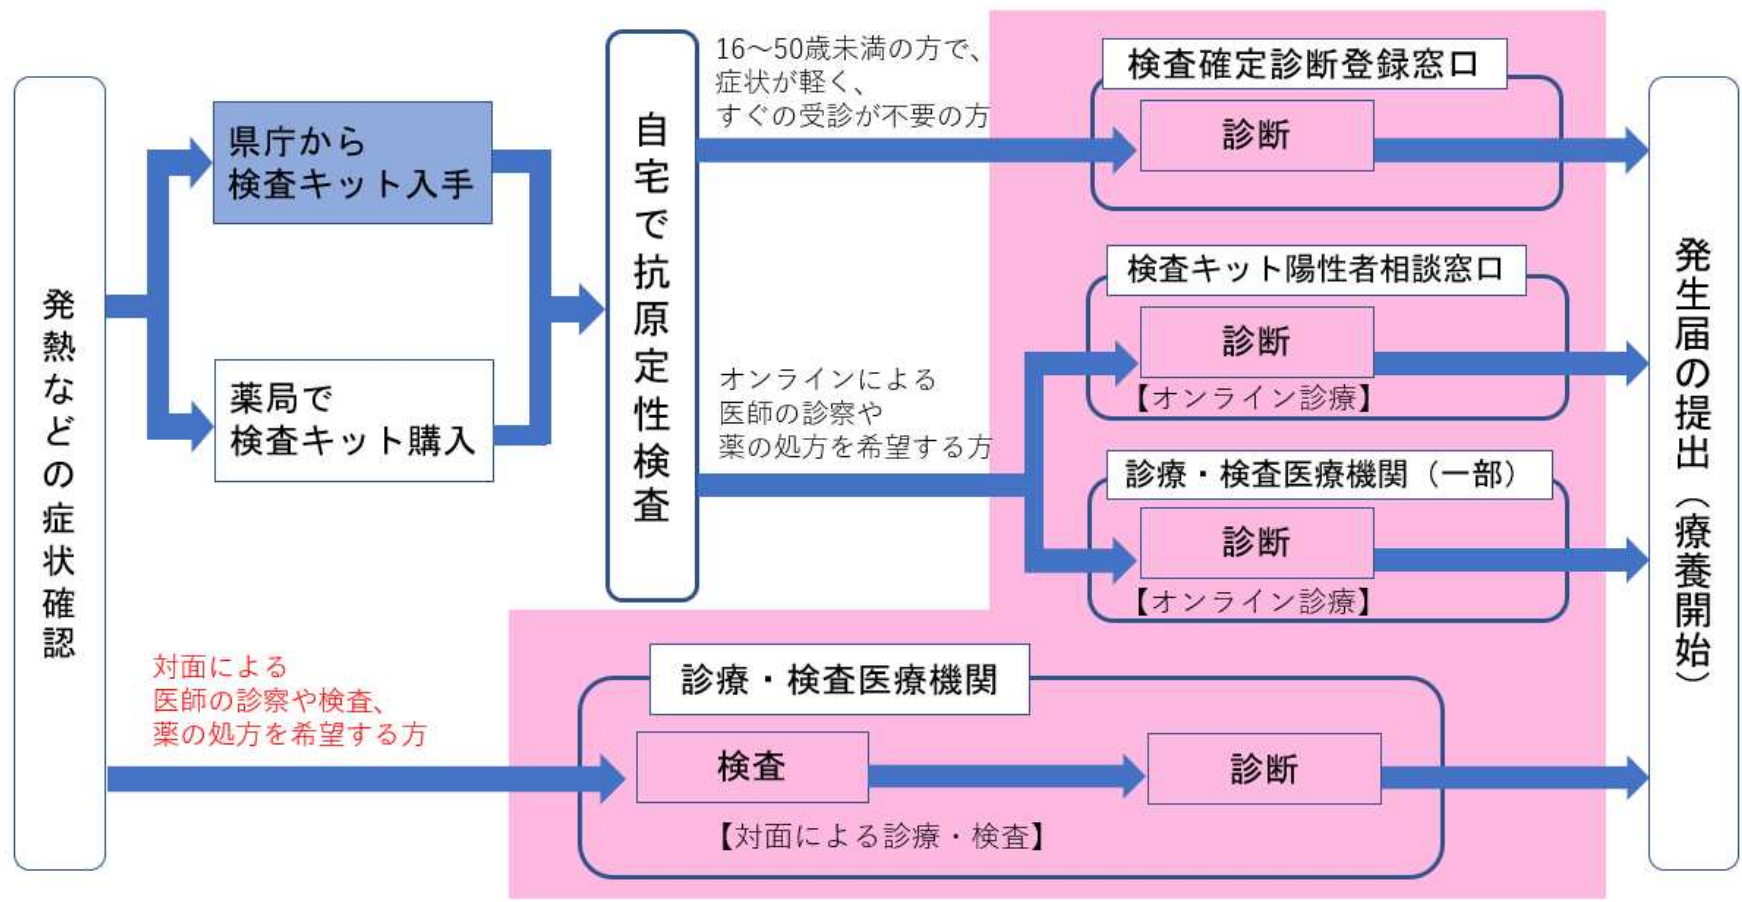 発熱などの症状確認
県庁から
検査キット入手
薬局で
検査キット購入
自宅で抗原定性検査
16～50歳未満の方で、
症状が軽く、
すぐの受診が不要の方
検査確定診断登録窓口
診断
オンラインによる
医師の診察や
薬の処方を希望する方
検査キット陽性者相談窓口
診断
【オンライン診療】
診療・検査医療機関（一部）
診断
【オンライン診療】
対面による
医師の診察や検査、
薬の処方を希望する方
診療・検査医療機関
検査
診断
【対面による診療・検査】
発生届の提出（療養開始）